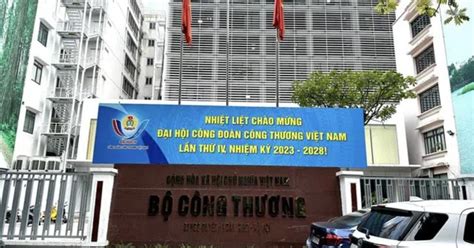 NHIỆT LIỆT CHÀO MỪNG
ĐẠI HỘI CÔNG ĐOÀN CÔNG THƯƠNG VIỆT NAM
LẦN THỨ IV, NHIỆM KỲ 2023 - 2028!
CỘNG HÒA XÃ HỘI CHỦ NGHĨA VIỆT NAM
BỘ CÔNG THƯƠNG